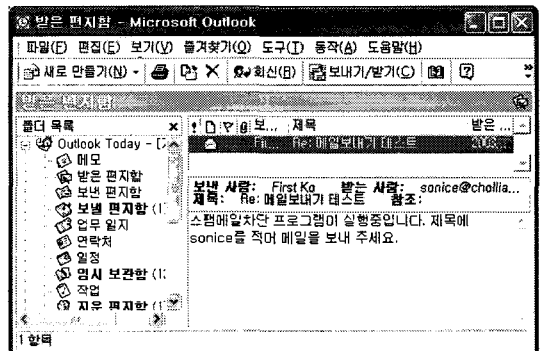 받은 편지함 - Microsoft Outlook
파일(F) 편집(E) 보기(V) 즐겨찾기(O) 도구(T) 동작(A) 도움말(H)
새로 만들기(N) 회신(R) 보내기/받기(C)
받은 편지함
폴더 목록 x
! 보... 제목 받은 ...
Outlook Today - [
Fi... Re: 메일보내기 테스트 2003...
메모
받은 편지함
보낸 편지함
보낼 편지함 (1
업무 일지
연락처
일정
임시 보관함 (1
작업
지운 편지함 (1
보낸 사람: First Ko 받는 사람: sonice@chollia...
제목: Re: 메일보내기 테스트 참조:
스팸메일차단 프로그램이 실행중입니다. 제목에
sonice를 적어 메일을 보내 주세요.
1 항목